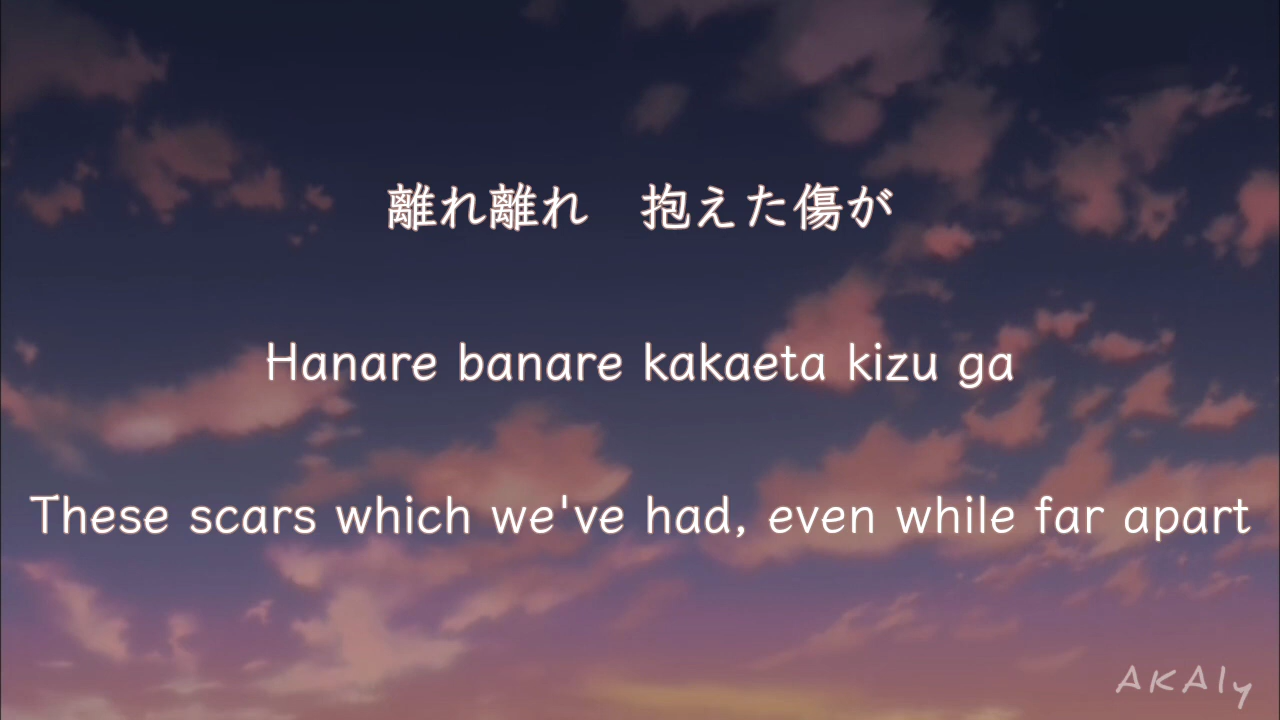 離れ離れ　抱えた傷が
Hanare banare kakaeta kizu ga
These scars which we've had, even while far apart
AKAly